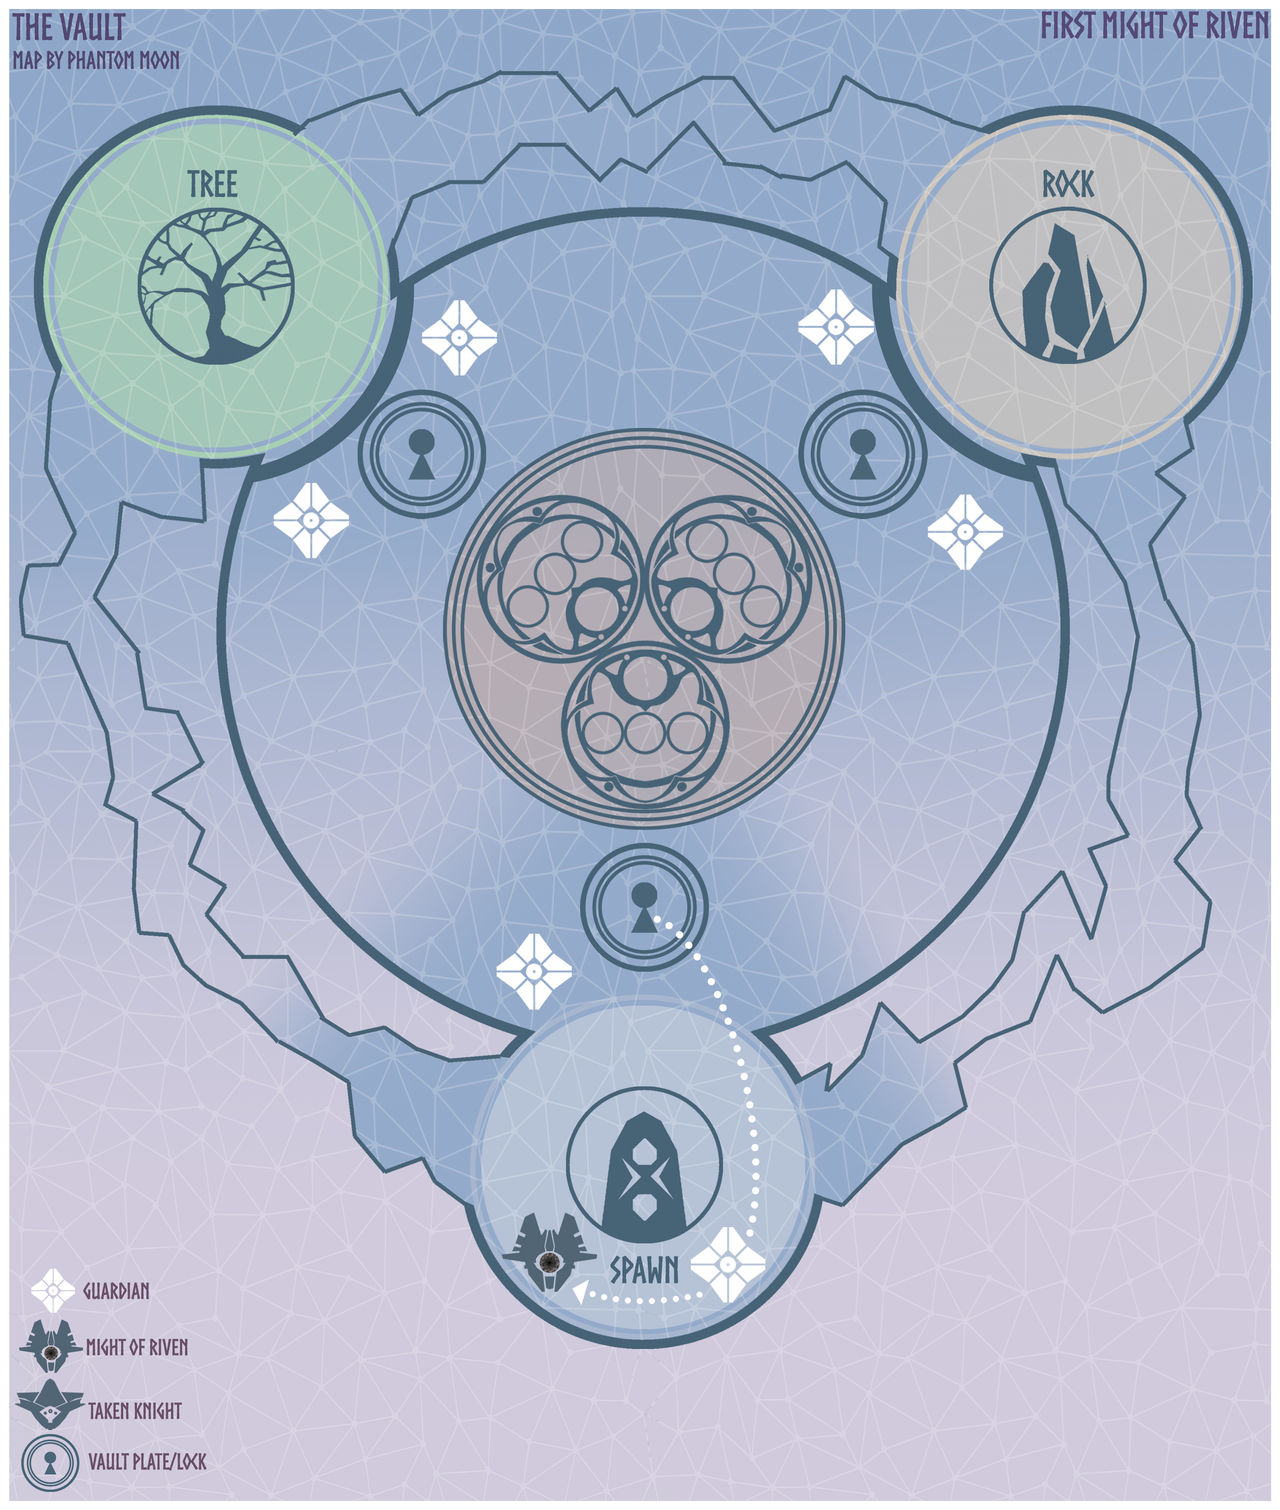 THE VAULT
MAP BY PHANTOM MOON
FIRST MIGHT OF RIVEN
TREE
ROCK
SPAWN
GUARDIAN
MIGHT OF RIVEN
TAKEN KNIGHT
VAULT PLATE/LOCK